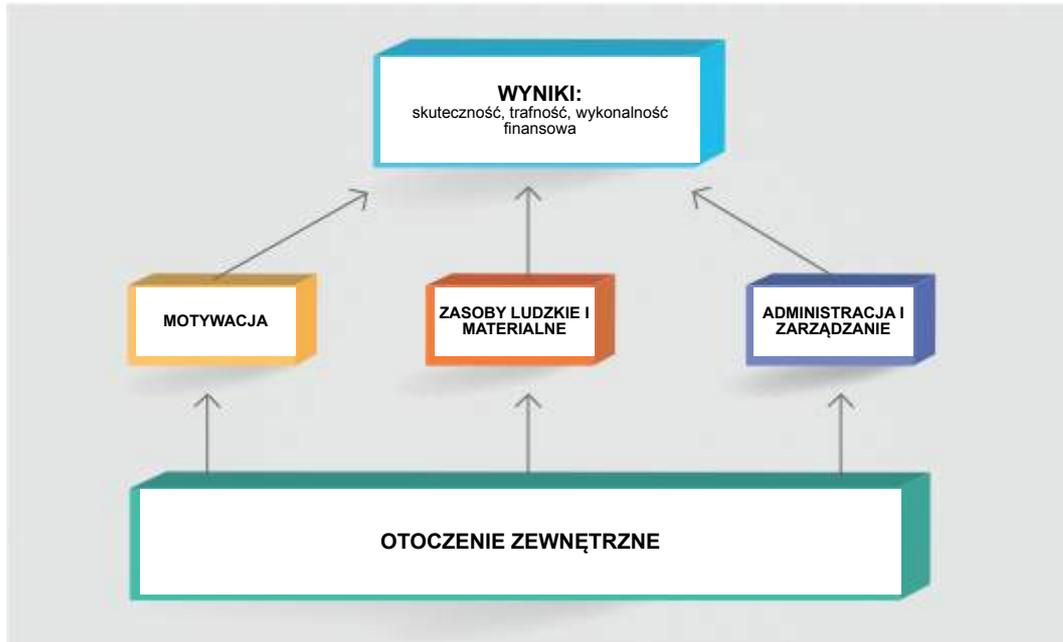 WYNIKI:
skuteczność, trafność, wykonalność
finansowa
MOTYWACJA
ZASOBY LUDZKIE I
MATERIALNE
ADMINISTRACJA I
ZARZĄDZANIE
OTOCZENIE ZEWNĘTRZNE